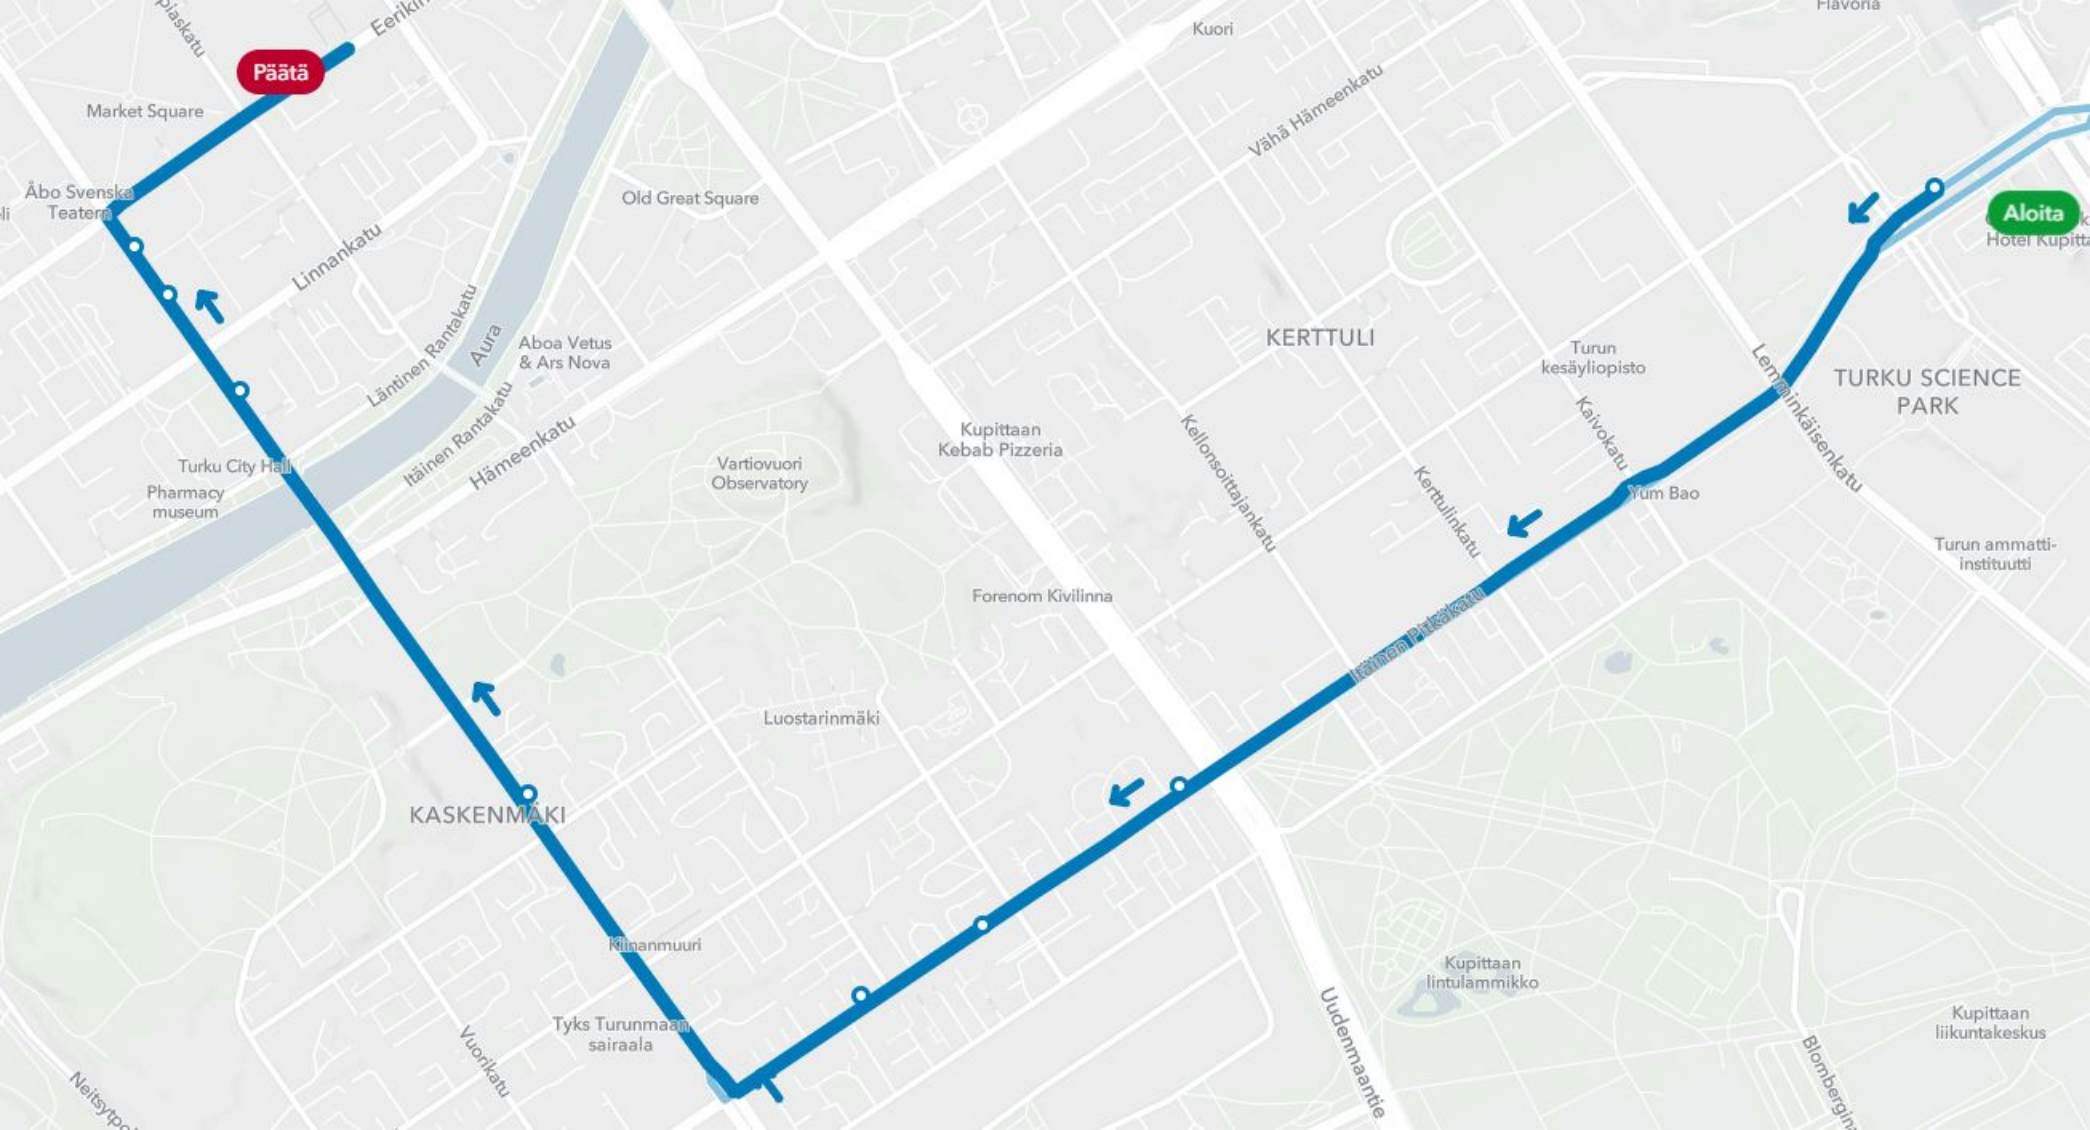 Flavoria
Kuori
Päätä
Market Square
Vähä Hämeenkatu
Åbo Svenska
Teatern
Old Great Square
Aloita
Linnankatu
Läntinen Rantakatu
Aura
Aboa Vetus
& Ars Nova
KERTTULI
Turun
kesäyliopisto
Lemminkäisenkatu
TURKU SCIENCE
PARK
Itäinen Rantakatu
Hämeenkatu
Kupittaan
Kebab Pizzeria
Kellonsoittajankatu
Kaivokatu
Turku City Hall
Vartiovuori
Observatory
Kerttulinkatu
Yum Bao
Pharmacy
museum
Turun ammatti-
instituutti
Forenom Kivilinna
Itäinen Pitkäkatu
Luostarinmäki
KASKENMÄKI
Kiinanmuuri
Kupittaan
lintulammikko
Uudenmaantie
Tyks Turunmaan
sairaala
Vuorikatu
Kupittaan
liikuntakeskus